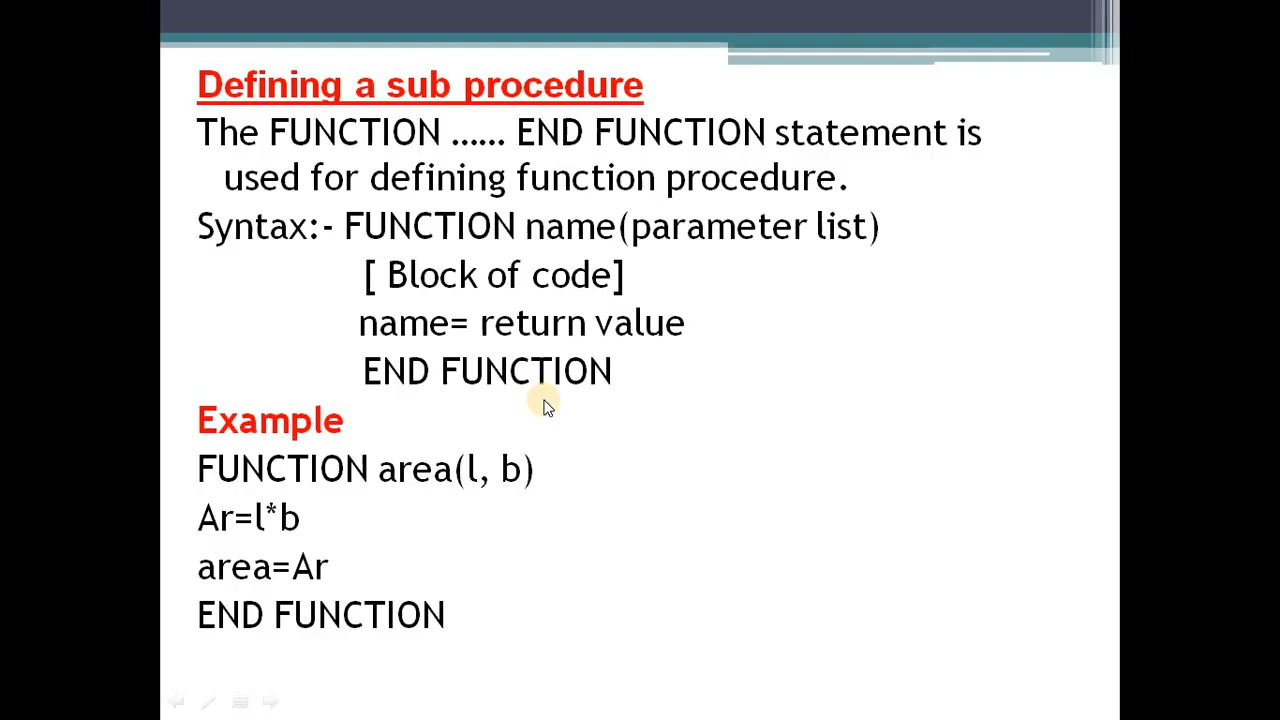 Defining a sub procedure
The FUNCTION …… END FUNCTION statement is
used for defining function procedure.
Syntax:- FUNCTION name(parameter list)
[ Block of code]
name= return value
END FUNCTION
Example
FUNCTION area(l, b)
Ar=l*b
area=Ar
END FUNCTION